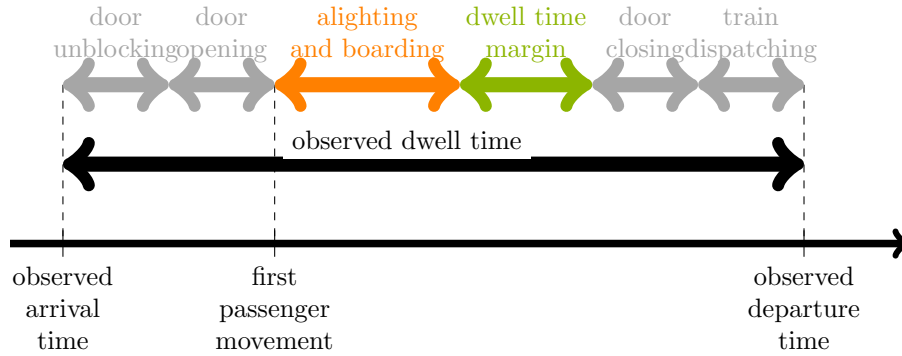 door
unblocking
door
opening
alighting
and boarding
dwell time
margin
door
closing
train
dispatching
observed dwell time
observed
arrival
time
first
passenger
movement
observed
departure
time